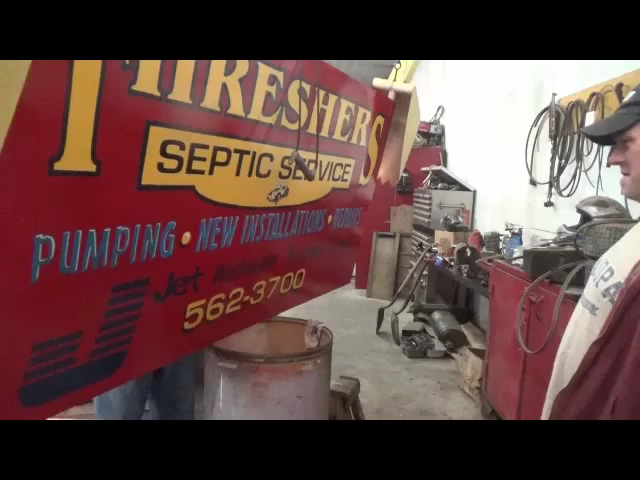 THRESHERS
SEPTIC SERVICE
PUMPING • NEW INSTALLATIONS • REPAIRS
Jet
562-3700